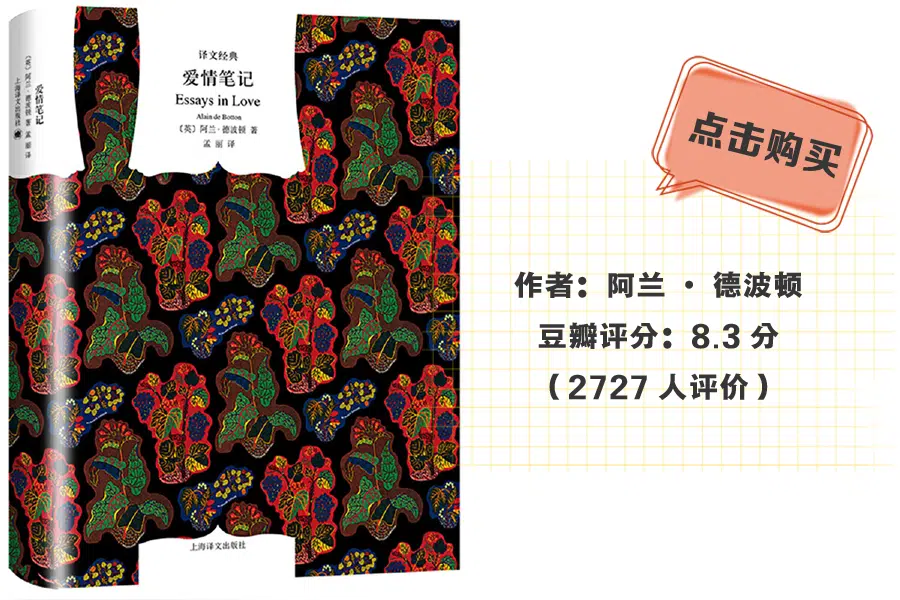 爱情笔记
〔英〕阿兰·德波顿 著 孟丽 译
上海译文出版社
译文经典
爱情笔记
Essays in Love
Alain de Botton
〔英〕阿兰·德波顿 著
孟丽 译
上海译文出版社
点击购买
作者：阿兰 · 德波顿
豆瓣评分：8.3 分
（2727 人评价）